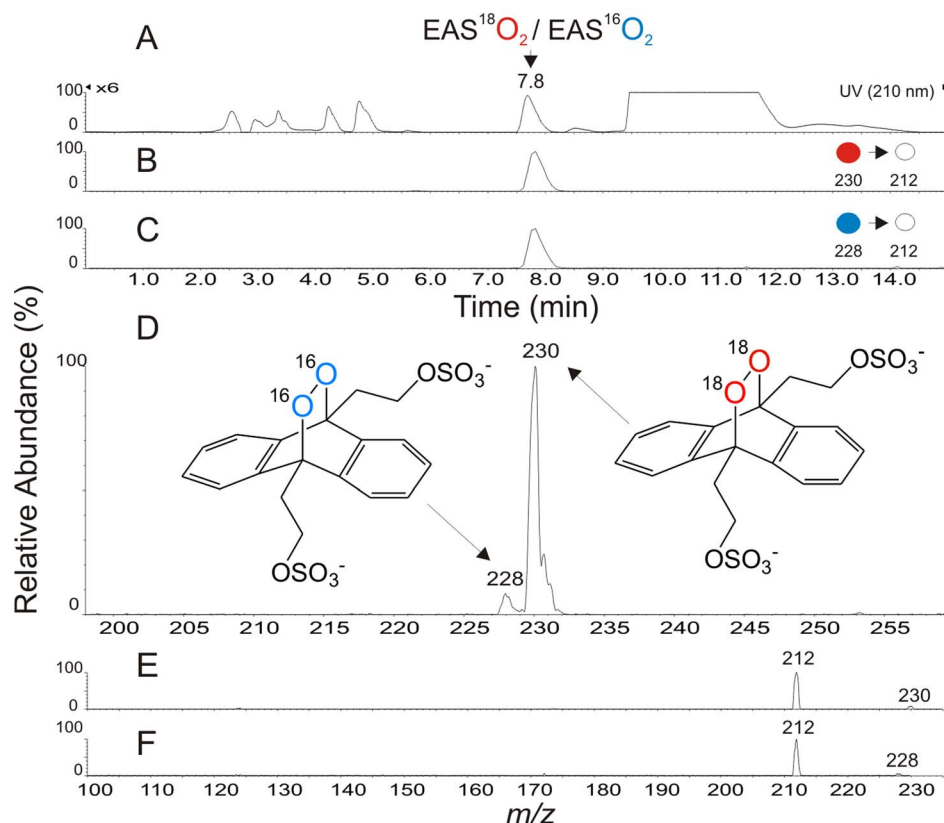 A
EAS¹⁸O₂ / EAS¹⁶O₂
7.8
x6
UV (210 nm)
100
0
B
100
0
230 212
C
100
0
228 212
1.0 2.0 3.0 4.0 5.0 6.0 7.0 8.0 9.0 10.0 11.0 12.0 13.0 14.0
Time (min)
Relative Abundance (%)
D
100
0
16
O
16
O
OSO₃⁻
OSO₃⁻
228
230
18
O
18
O
OSO₃⁻
OSO₃⁻
200 205 210 215 220 225 230 235 240 245 250 255
E
100
0
212
230
F
100
0
212
228
100 110 120 130 140 150 160 170 180 190 200 210 220 230
m/z